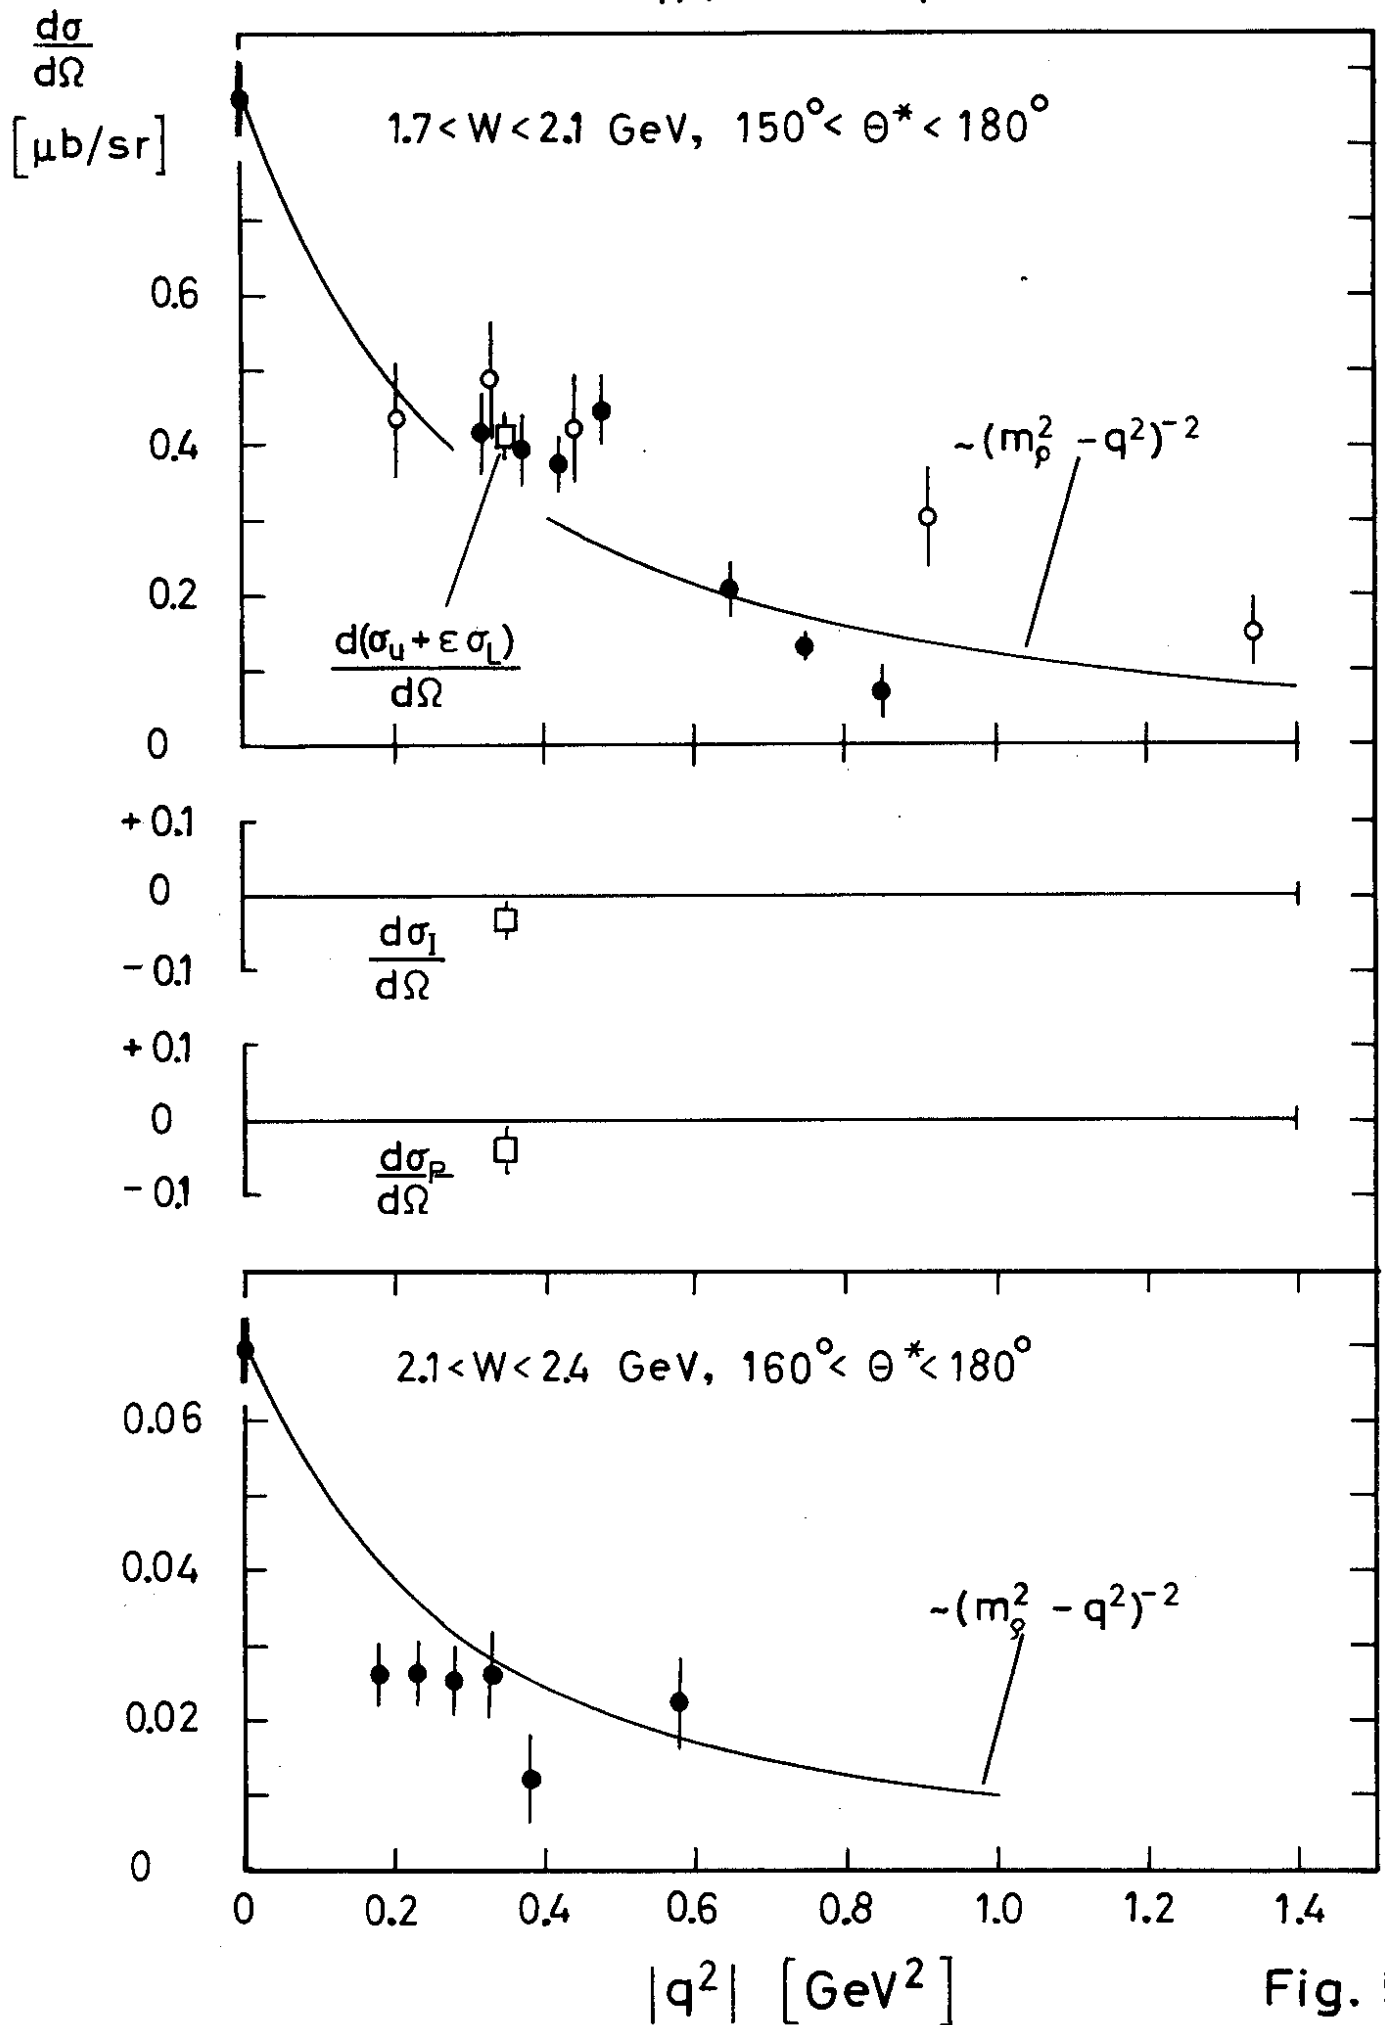 dσ
dΩ
[μb/sr]
1.7 < W < 2.1 GeV, 150° < Θ* < 180°
0.6
0.4
0.2
0
~(m²ρ - q²)⁻²
d(σu + ε σL)
dΩ
+ 0.1
0
- 0.1
dσI
dΩ
+ 0.1
0
- 0.1
dσP
dΩ
2.1 < W < 2.4 GeV, 160° < Θ* < 180°
0.06
0.04
0.02
0
~(m²ρ - q²)⁻²
0 0.2 0.4 0.6 0.8 1.0 1.2 1.4
|q²| [GeV²]
Fig.